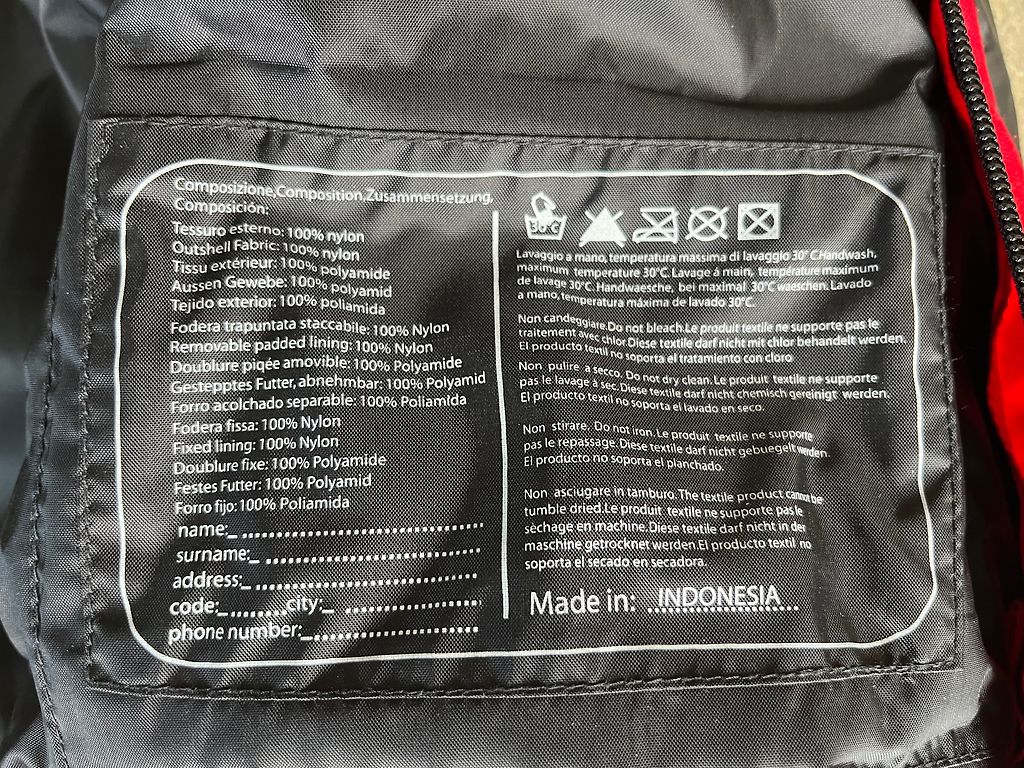 Composizione,Composition,Zusammensetzung,
Composición:
Tessuro esterno: 100% nylon
Outshell Fabric: 100% nylon
Tissu extérieur: 100% polyamide
Aussen Gewebe: 100% polyamid
Tejido exterior: 100% poliamida
Fodera trapuntata staccabile: 100% Nylon
Removable padded lining: 100% Nylon
Doublure piqée amovible: 100% Polyamide
Gestepptes Futter, abnehmbar: 100% Polyamid
Forro acolchado separable: 100% Poliamida
Fodera fissa: 100% Nylon
Fixed lining: 100% Nylon
Doublure fixe: 100% Polyamide
Festes Futter: 100% Polyamid
Forro fijo: 100% Poliamida
name:_
surname:_
address:_
code:_ city:_
phone number:_
30°C
Lavaggio a mano, temperatura massima di lavaggio 30° C.Handwash,
maximum temperature 30°C. Lavage à main, température maximum
de lavage 30°C. Handwaesche, bei maximal 30°C waeschen. Lavado
a mano, temperatura máxima de lavado 30°C.
Non candeggiare.Do not bleach.Le produit textile ne supporte pas le
traitement avec chlor.Diese textile darf nicht mit chlor behandelt werden.
El producto textil no soporta el tratamiento con cloro
Non pulire a secco. Do not dry clean. Le produit textile ne supporte
pas le lavage à sec. Diese textile darf nicht chemisch gereinigt werden.
El producto textil no soporta el lavado en seco.
Non stirare. Do not iron. Le produit textile ne supporte
pas le repassage. Diese textile darf nicht gebuegelt werden.
El producto no soporta el planchado.
Non asciugare in tamburo. The textile product cannot be
tumble dried.Le produit textile ne supporte pas le
sèchage en machine. Diese textile darf nicht in der
maschine getrocknet werden. El producto textil no
soporta el secado en secadora.
Made in: INDONESIA